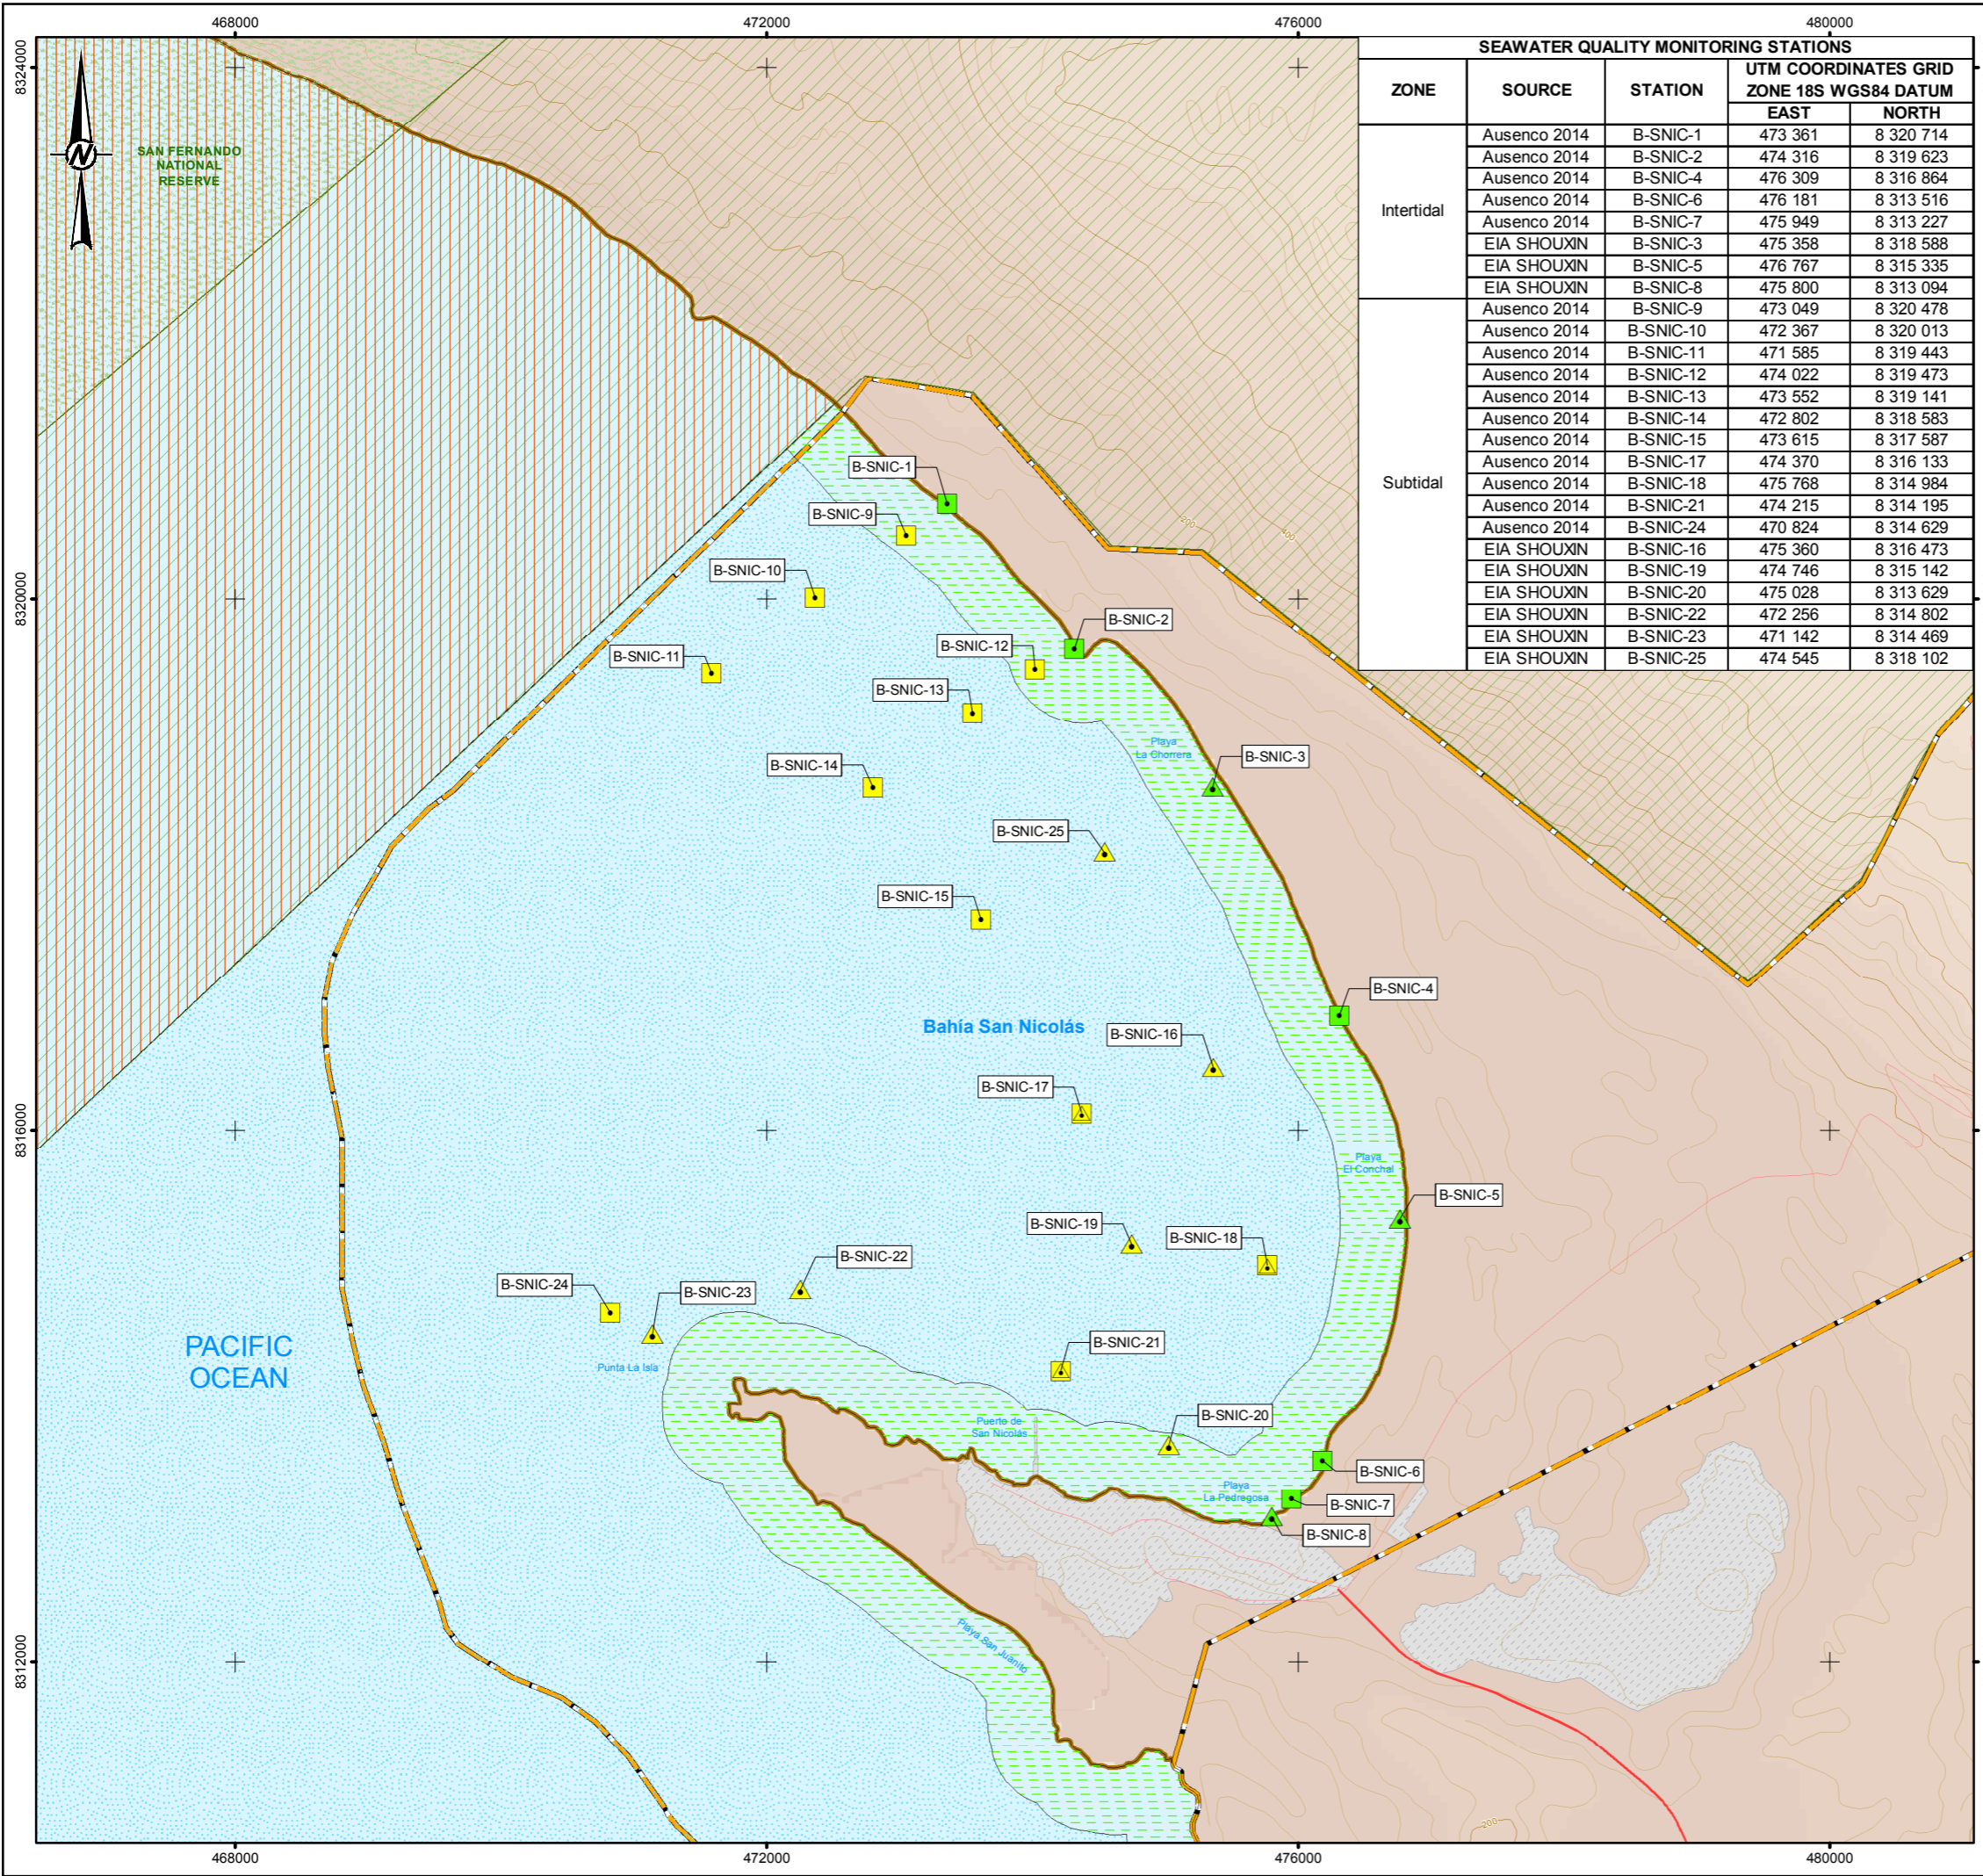 468000
472000
476000
480000
8324000
8320000
8316000
8312000
N
SAN FERNANDO
NATIONAL
RESERVE
SEAWATER QUALITY MONITORING STATIONS
ZONE SOURCE STATION UTM COORDINATES GRID
ZONE 18S WGS84 DATUM
EAST NORTH
Intertidal
Ausenco 2014 B-SNIC-1 473 361 8 320 714
Ausenco 2014 B-SNIC-2 474 316 8 319 623
Ausenco 2014 B-SNIC-4 476 309 8 316 864
Ausenco 2014 B-SNIC-6 476 181 8 313 516
Ausenco 2014 B-SNIC-7 475 949 8 313 227
EIA SHOUXIN B-SNIC-3 475 358 8 318 588
EIA SHOUXIN B-SNIC-5 476 767 8 315 335
EIA SHOUXIN B-SNIC-8 475 800 8 313 094
Subtidal
Ausenco 2014 B-SNIC-9 473 049 8 320 478
Ausenco 2014 B-SNIC-10 472 367 8 320 013
Ausenco 2014 B-SNIC-11 471 585 8 319 443
Ausenco 2014 B-SNIC-12 474 022 8 319 473
Ausenco 2014 B-SNIC-13 473 552 8 319 141
Ausenco 2014 B-SNIC-14 472 802 8 318 583
Ausenco 2014 B-SNIC-15 473 615 8 317 587
Ausenco 2014 B-SNIC-17 474 370 8 316 133
Ausenco 2014 B-SNIC-18 475 768 8 314 984
Ausenco 2014 B-SNIC-21 474 215 8 314 195
Ausenco 2014 B-SNIC-24 470 824 8 314 629
EIA SHOUXIN B-SNIC-16 475 360 8 316 473
EIA SHOUXIN B-SNIC-19 474 746 8 315 142
EIA SHOUXIN B-SNIC-20 475 028 8 313 629
EIA SHOUXIN B-SNIC-22 472 256 8 314 802
EIA SHOUXIN B-SNIC-23 471 142 8 314 469
EIA SHOUXIN B-SNIC-25 474 545 8 318 102
B-SNIC-1
B-SNIC-9
200
400
B-SNIC-10
B-SNIC-2
B-SNIC-12
B-SNIC-11
B-SNIC-13
Playa
La Chorrera
B-SNIC-3
B-SNIC-14
B-SNIC-25
B-SNIC-15
B-SNIC-4
Bahía San Nicolás
B-SNIC-16
B-SNIC-17
Playa
El Conchal
B-SNIC-5
B-SNIC-19
B-SNIC-18
B-SNIC-22
B-SNIC-24
B-SNIC-23
PACIFIC
OCEAN
Punta La Isla
B-SNIC-21
B-SNIC-20
Puerto de
San Nicolás
B-SNIC-6
Playa
La Pedregosa
B-SNIC-7
B-SNIC-8
Playa San Juanito
200
468000
472000
476000
480000